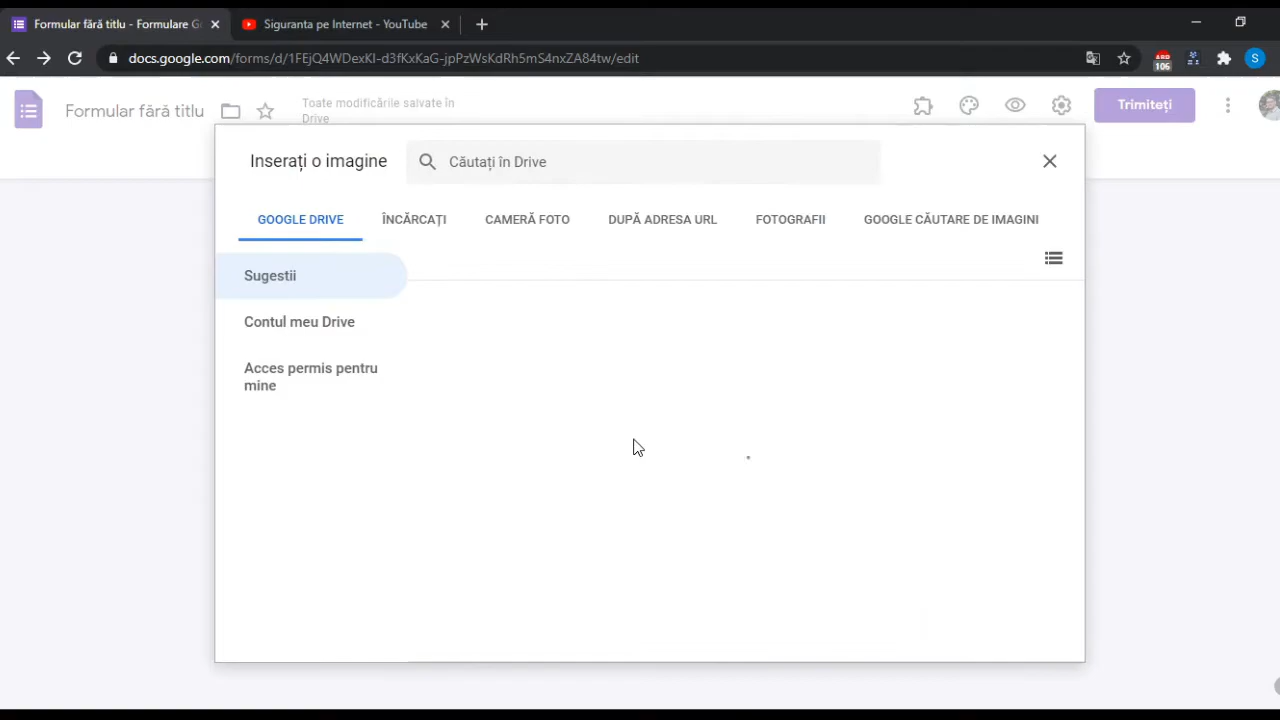 Formular fără titlu - Formulare G
Siguranta pe Internet - YouTube
docs.google.com/forms/d/1FEjQ4WDexKI-d3fKxKaG-jpPzWsKdRh5mS4nxZA84tw/edit
106
S
Formular fără titlu
Toate modificările salvate în
Drive
Trimiteți
Inserați o imagine
Căutați în Drive
GOOGLE DRIVE
ÎNCĂRCAȚI
CAMERĂ FOTO
DUPĂ ADRESA URL
FOTOGRAFII
GOOGLE CĂUTARE DE IMAGINI
Sugestii
Contul meu Drive
Acces permis pentru
mine